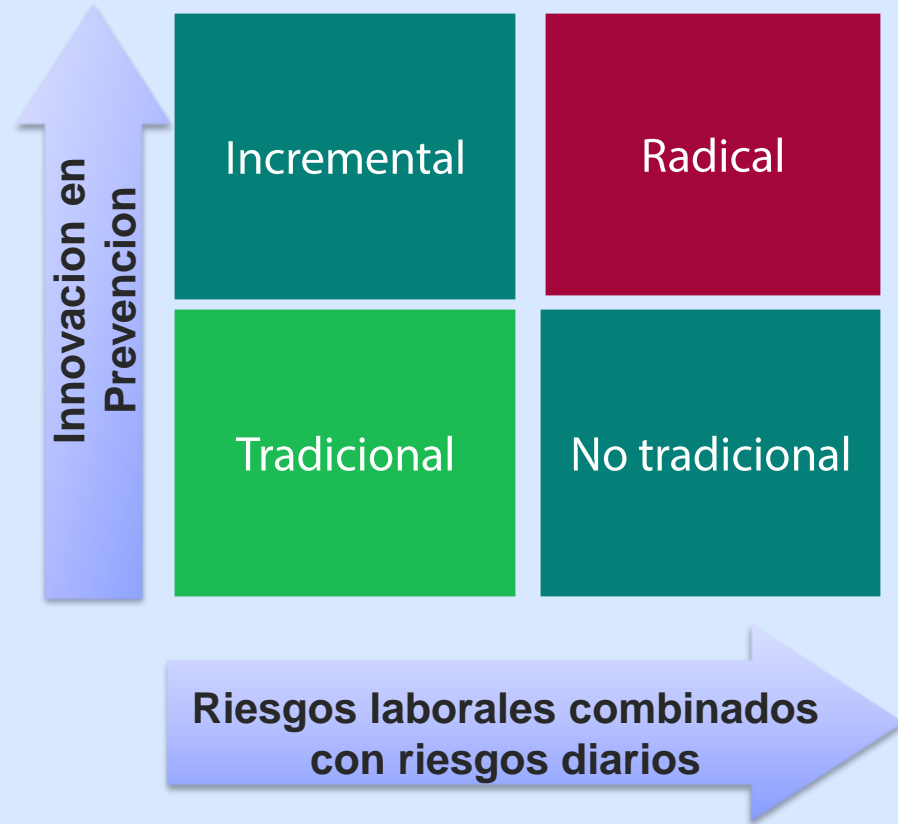 Innovacion en
Prevencion
Incremental
Radical
Tradicional
No tradicional
Riesgos laborales combinados
con riesgos diarios